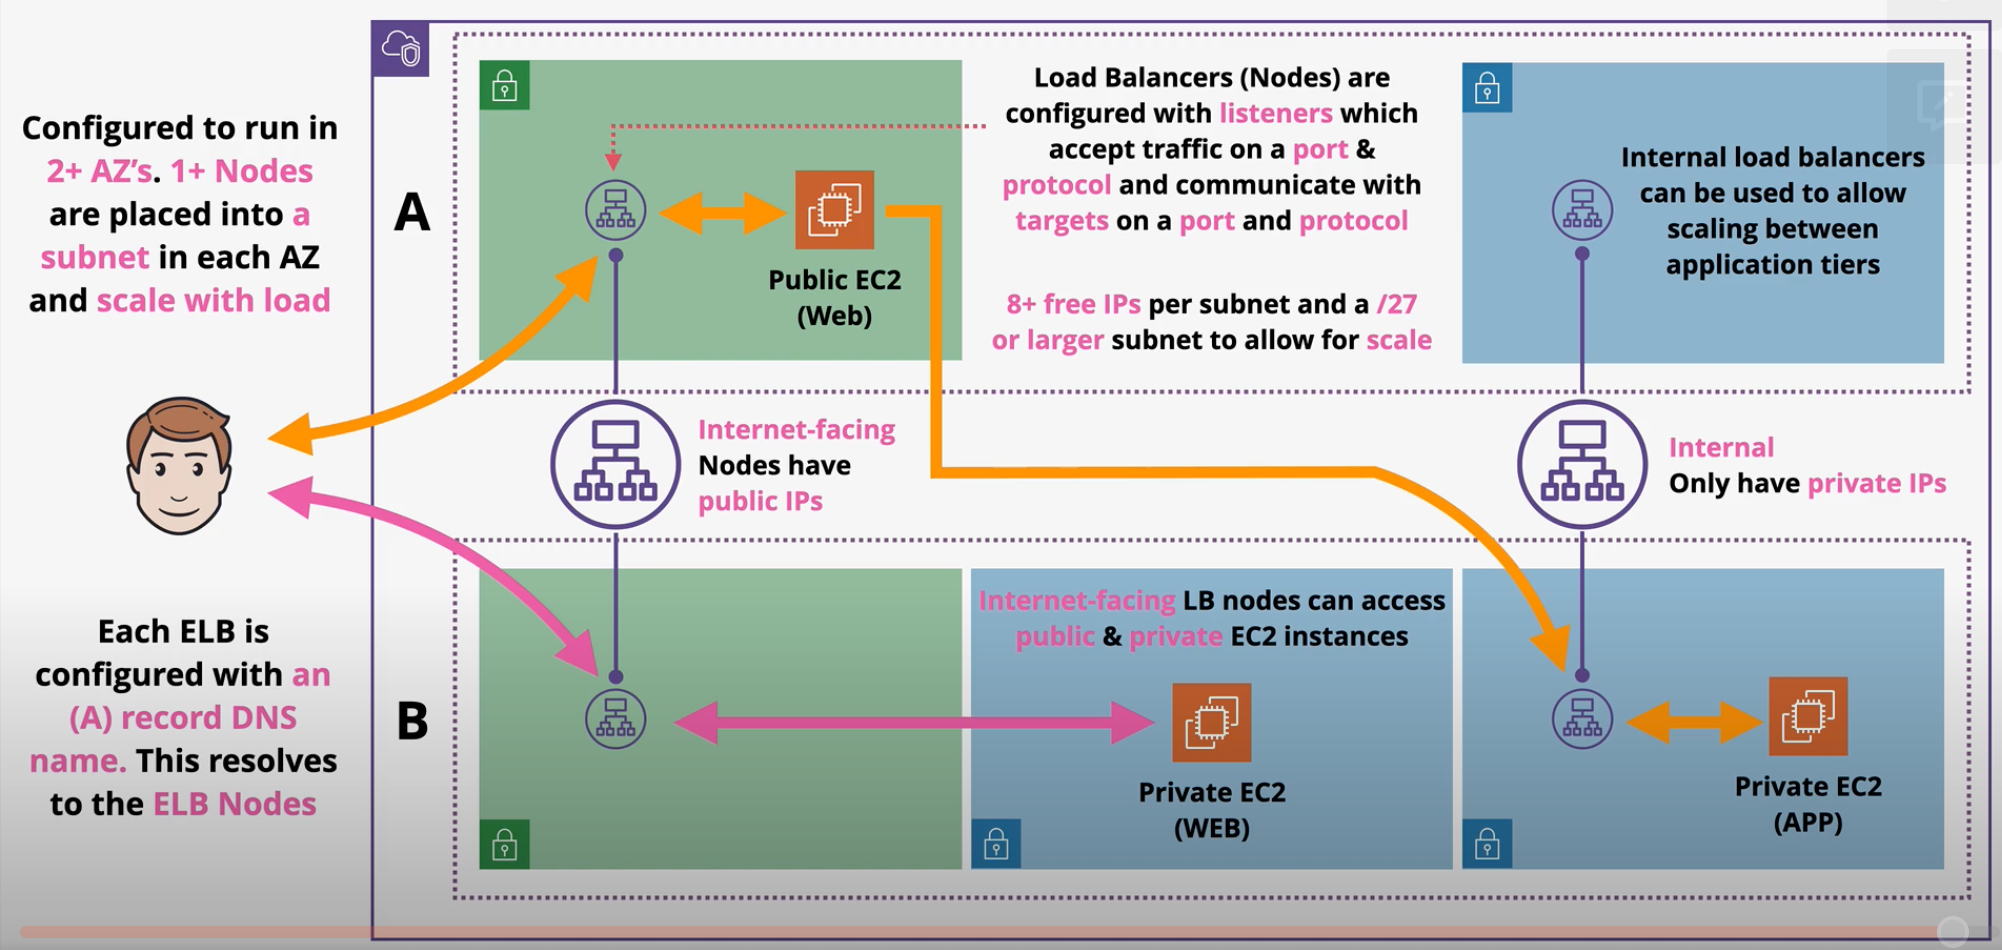 Configured to run in
2+ AZ’s. 1+ Nodes
are placed into a
subnet in each AZ
and scale with load
Each ELB is
configured with an
(A) record DNS
name. This resolves
to the ELB Nodes
A
Public EC2
(Web)
Load Balancers (Nodes) are
configured with listeners which
accept traffic on a port &
protocol and communicate with
targets on a port and protocol
8+ free IPs per subnet and a /27
or larger subnet to allow for scale
Internal load balancers
can be used to allow
scaling between
application tiers
Internet-facing
Nodes have
public IPs
Internal
Only have private IPs
B
Internet-facing LB nodes can access
public & private EC2 instances
Private EC2
(WEB)
Private EC2
(APP)